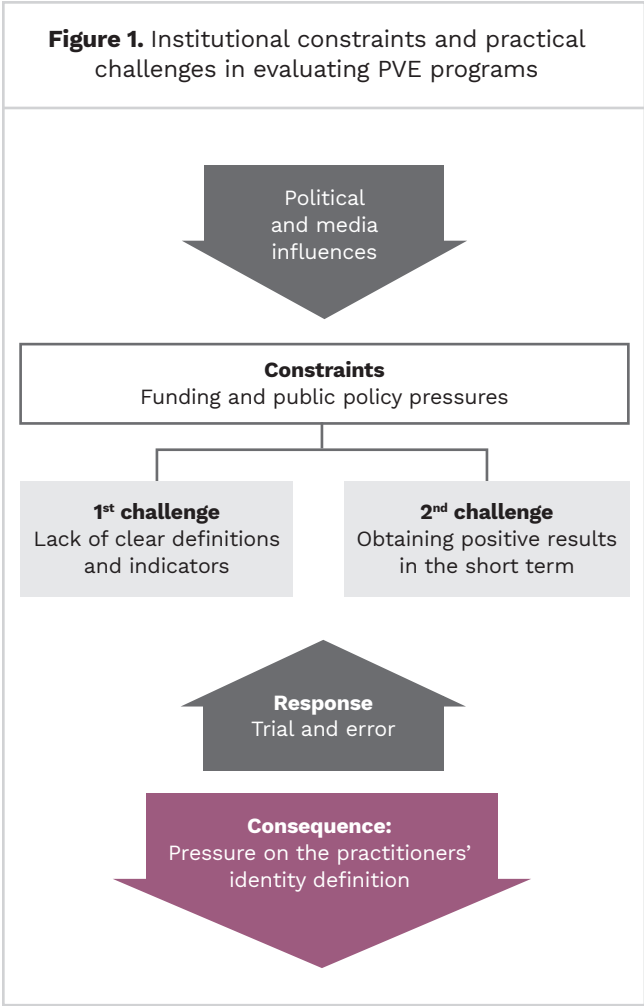 Figure 1. Institutional constraints and practical
challenges in evaluating PVE programs
Political
and media
influences
Constraints
Funding and public policy pressures
1st challenge
Lack of clear definitions
and indicators
2nd challenge
Obtaining positive results
in the short term
Response
Trial and error
Consequence:
Pressure on the practitioners’
identity definition